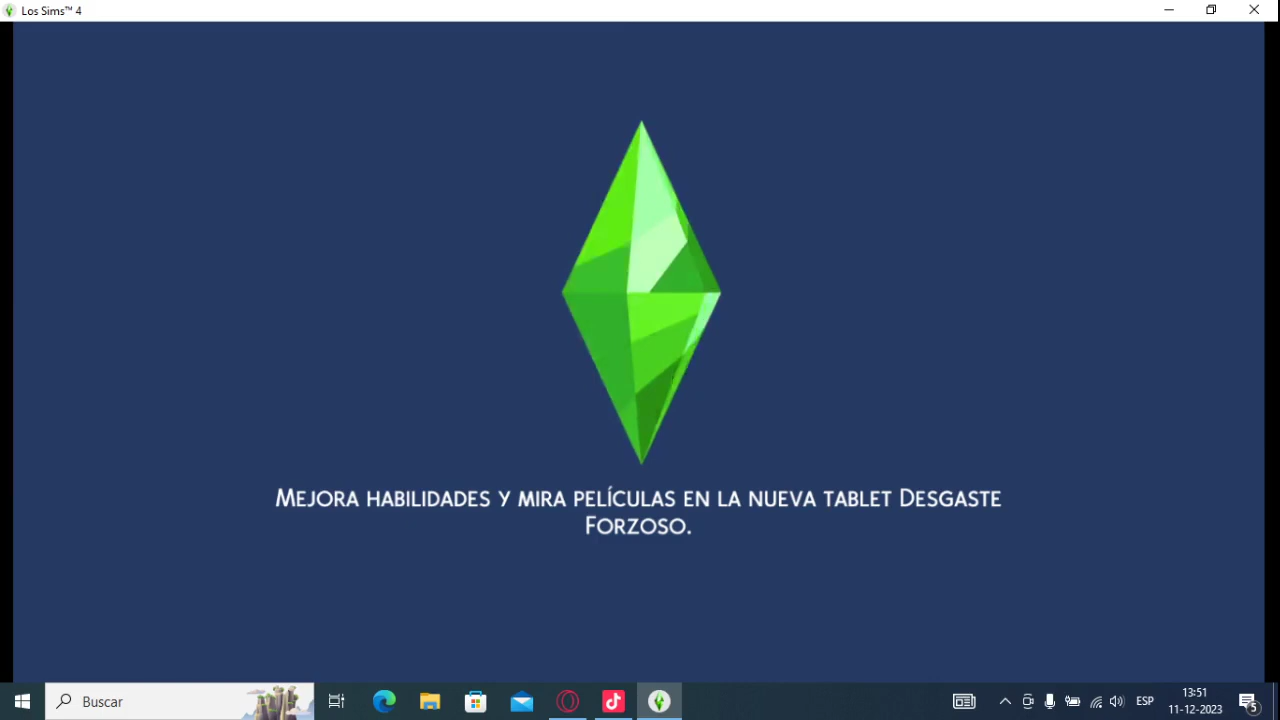 Los Sims™ 4
MEJORA HABILIDADES Y MIRA PELÍCULAS EN LA NUEVA TABLET DESGASTE
FORZOSO.
Buscar
ESP
13:51
11-12-2023
5